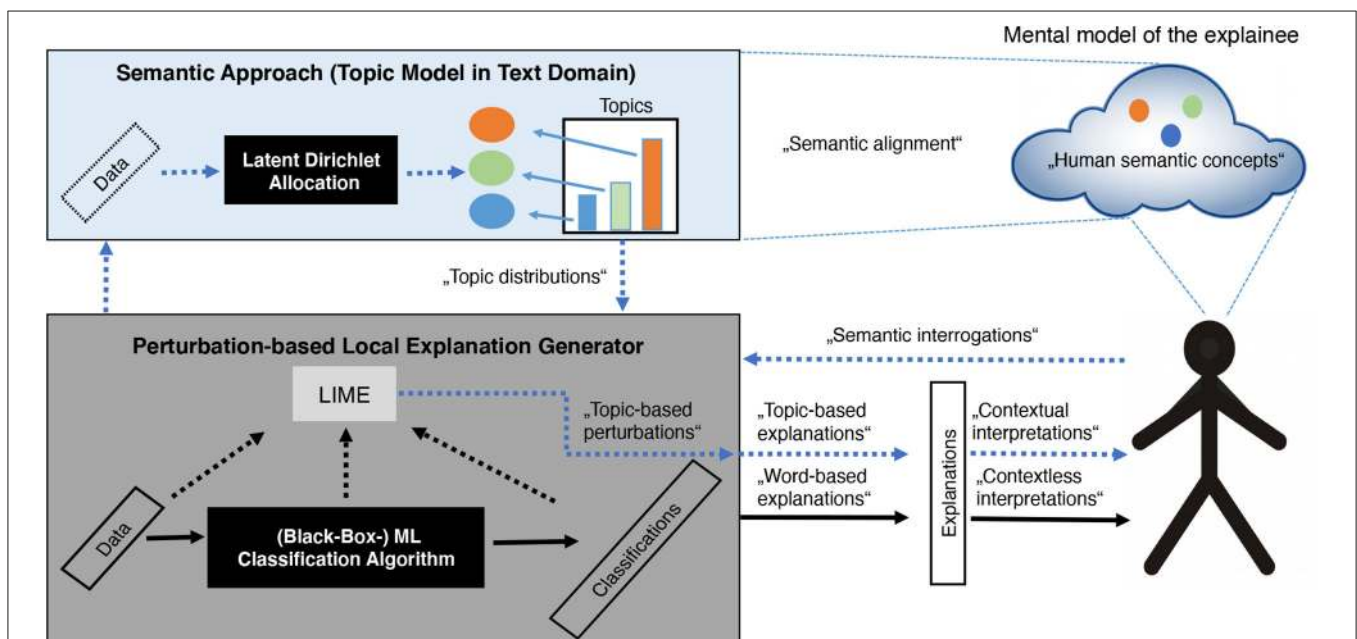 Mental model of the explainee
Semantic Approach (Topic Model in Text Domain)
Topics
Data
Latent Dirichlet
Allocation
„Semantic alignment“
„Human semantic concepts“
„Topic distributions“
Perturbation-based Local Explanation Generator
„Semantic interrogations“
LIME
„Topic-based
perturbations“
„Topic-based
explanations“
„Contextual
interpretations“
Explanations
„Word-based
explanations“
„Contextless
interpretations“
Data
(Black-Box-) ML
Classification Algorithm
Classifications